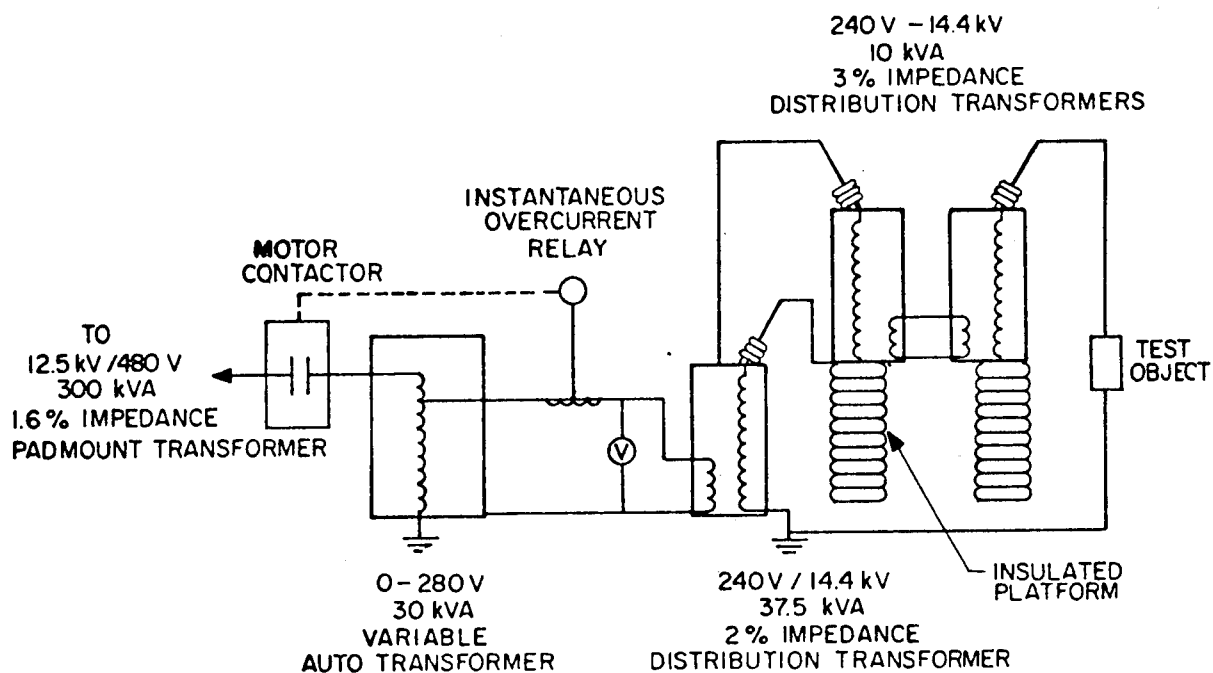 240 V - 14.4 kV
10 kVA
3 % IMPEDANCE
DISTRIBUTION TRANSFORMERS
INSTANTANEOUS
OVERCURRENT
RELAY
MOTOR
CONTACTOR
TO
12.5 kV / 480 V
300 kVA
1.6 % IMPEDANCE
PADMOUNT TRANSFORMER
V
TEST
OBJECT
0 - 280 V
30 kVA
VARIABLE
AUTO TRANSFORMER
240 V / 14.4 kV
37.5 kVA
2 % IMPEDANCE
DISTRIBUTION TRANSFORMER
INSULATED
PLATFORM